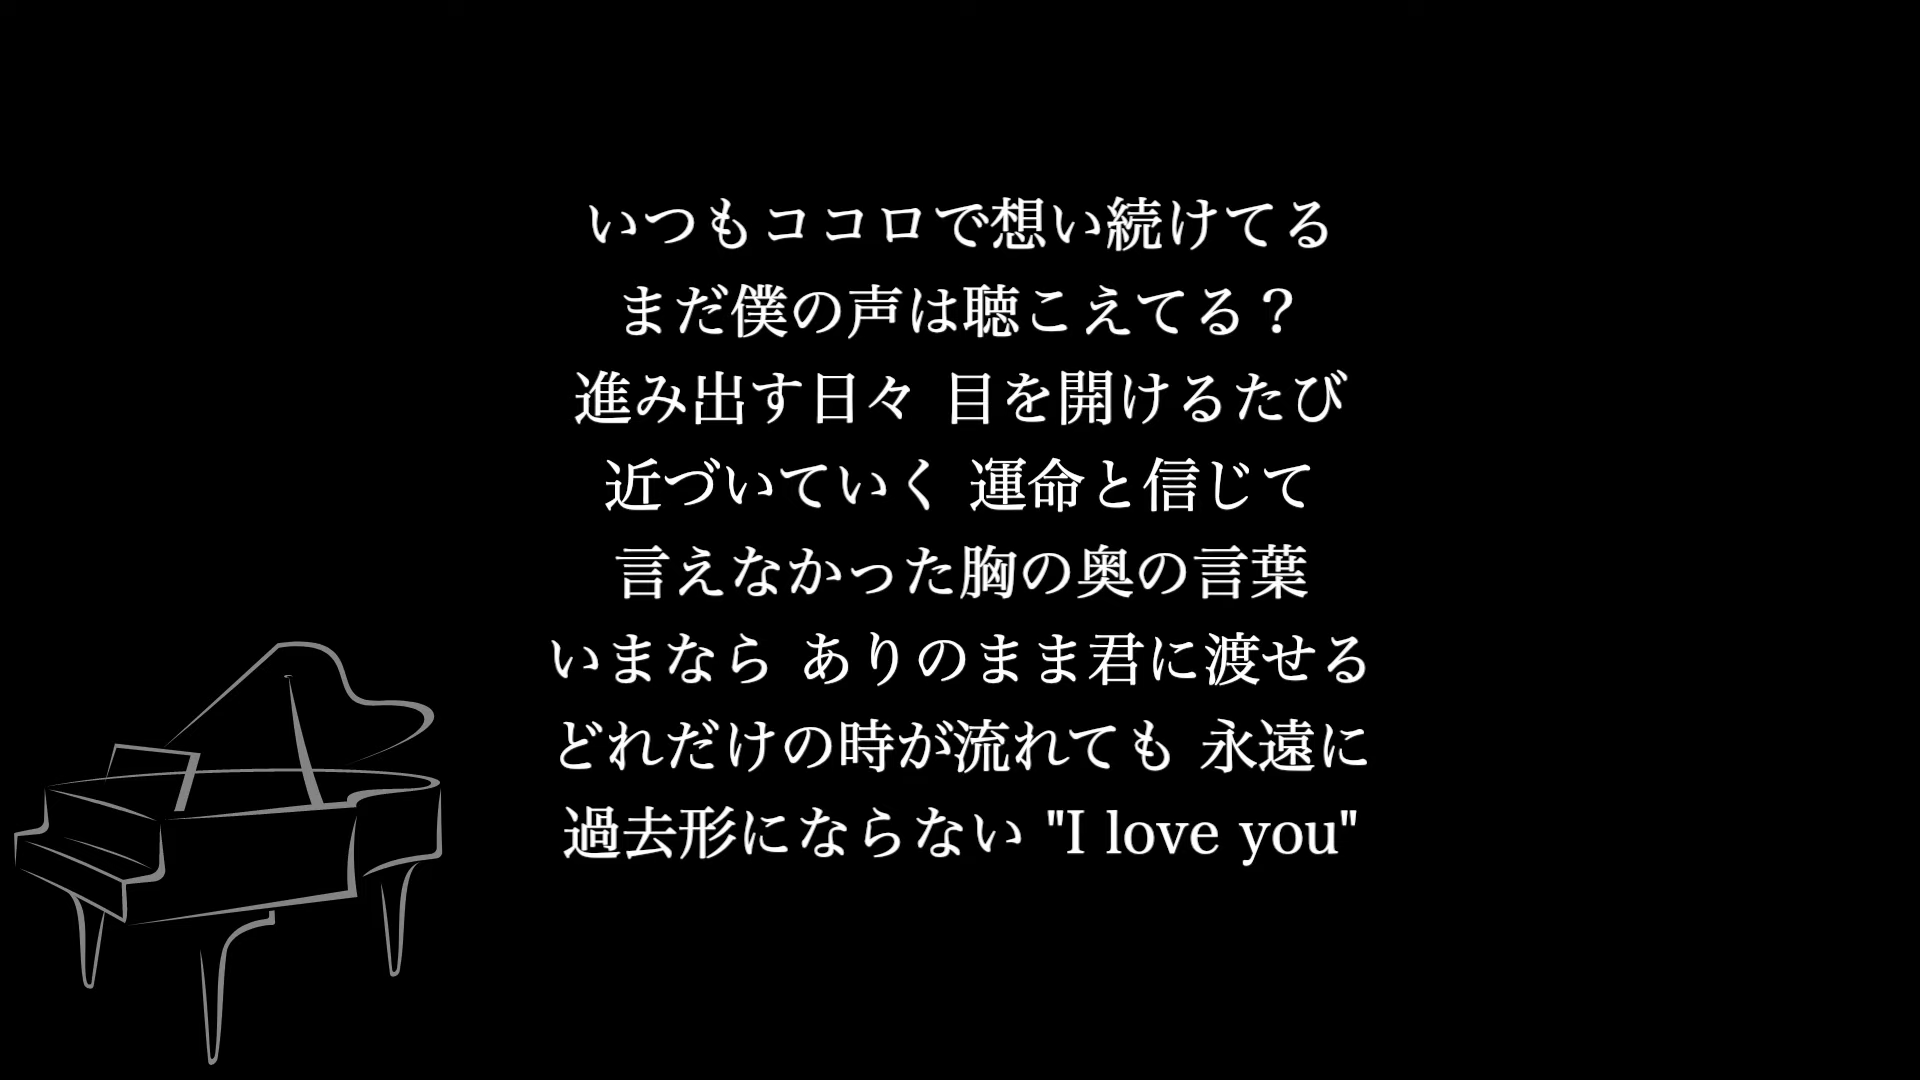 いつもココロで想い続けてる
まだ僕の声は聴こえてる？
進み出す日々 目を開けるたび
近づいていく 運命と信じて
言えなかった胸の奥の言葉
いまなら ありのまま君に渡せる
どれだけの時が流れても 永遠に
過去形にならない "I love you"